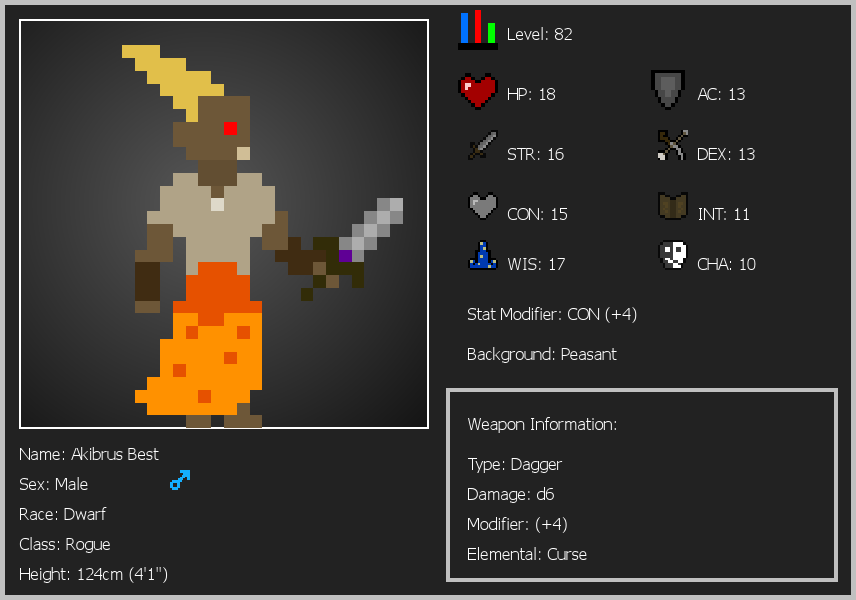 Level: 82
HP: 18
AC: 13
STR: 16
DEX: 13
CON: 15
INT: 11
WIS: 17
CHA: 10
Stat Modifier: CON (+4)
Background: Peasant
Weapon Information:
Type: Dagger
Damage: d6
Modifier: (+4)
Elemental: Curse
Name: Akibrus Best
Sex: Male
Race: Dwarf
Class: Rogue
Height: 124cm (4'1")